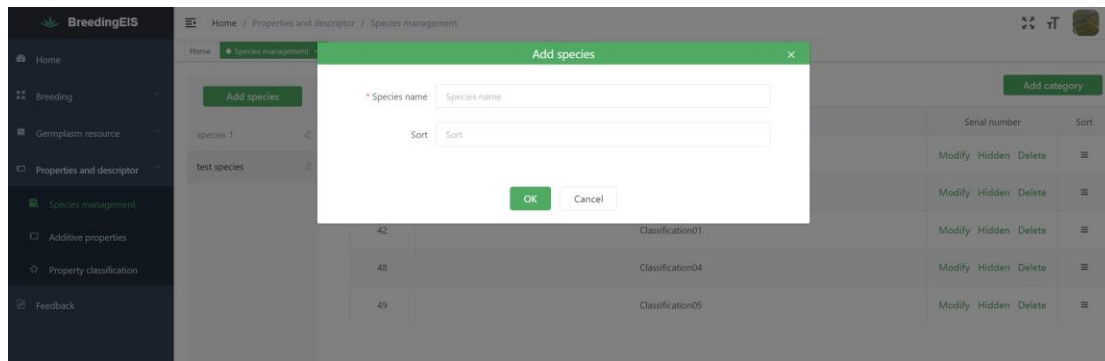 BreedingEIS
Home / Properties and descriptor / Species management
Home
Species management
Home
Breeding
Germplasm resource
Properties and descriptor
Species management
Additive properties
Property classification
Feedback
Add species
species 1
test species
Add species
* Species name
Species name
Sort
Sort
OK
Cancel
Add category
Serial number
Sort
Modify Hidden Delete
Modify Hidden Delete
42 Classification01 Modify Hidden Delete
48 Classification04 Modify Hidden Delete
49 Classification05 Modify Hidden Delete